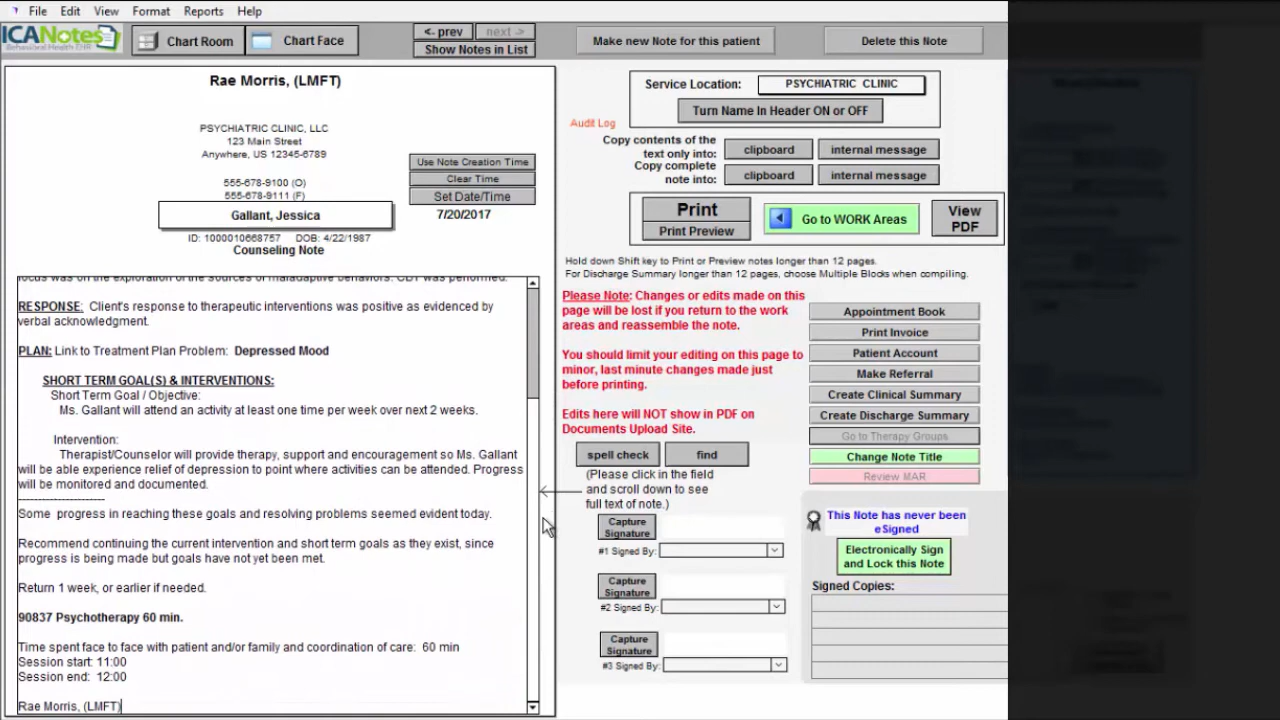 File Edit View Format Reports Help
ICANotes
Behavioral Health EHR
Chart Room
Chart Face
<- prev
next ->
Show Notes in List
Make new Note for this patient
Delete this Note
Rae Morris, (LMFT)
PSYCHIATRIC CLINIC, LLC
123 Main Street
Anywhere, US 12345-6789
555-678-9100 (O)
555-678-9111 (F)
Use Note Creation Time
Clear Time
Set Date/Time
7/20/2017
Gallant, Jessica
ID: 1000010668757 DOB: 4/22/1987
Counseling Note
focus was on the exploration of the sources of maladaptive behaviors. CBT was performed.
RESPONSE: Client's response to therapeutic interventions was positive as evidenced by
verbal acknowledgment.
PLAN: Link to Treatment Plan Problem: Depressed Mood
SHORT TERM GOAL(S) & INTERVENTIONS:
Short Term Goal / Objective:
Ms. Gallant will attend an activity at least one time per week over next 2 weeks.
Intervention:
Therapist/Counselor will provide therapy, support and encouragement so Ms. Gallant
will be able experience relief of depression to point where activities can be attended. Progress
will be monitored and documented.
----------------------
Some progress in reaching these goals and resolving problems seemed evident today.
Recommend continuing the current intervention and short term goals as they exist, since
progress is being made but goals have not yet been met.
Return 1 week, or earlier if needed.
90837 Psychotherapy 60 min.
Time spent face to face with patient and/or family and coordination of care: 60 min
Session start: 11:00
Session end: 12:00
Rae Morris, (LMFT)
Service Location: PSYCHIATRIC CLINIC
Turn Name In Header ON or OFF
Audit Log
Copy contents of the
text only into:
clipboard
internal message
Copy complete
note into:
clipboard
internal message
Print
Print Preview
Go to WORK Areas
View
PDF
Hold down Shift key to Print or Preview notes longer than 12 pages.
For Discharge Summary longer than 12 pages, choose Multiple Blocks when compiling.
Please Note: Changes or edits made on this
page will be lost if you return to the work
areas and reassemble the note.
You should limit your editing on this page to
minor, last minute changes made just
before printing.
Edits here will NOT show in PDF on
Documents Upload Site.
spell check
find
(Please click in the field
and scroll down to see
full text of note.)
Capture
Signature
#1 Signed By:
Capture
Signature
#2 Signed By:
Capture
Signature
#3 Signed By:
Appointment Book
Print Invoice
Patient Account
Make Referral
Create Clinical Summary
Create Discharge Summary
Go to Therapy Groups
Change Note Title
Review MAR
This Note has never been
eSigned
Electronically Sign
and Lock this Note
Signed Copies: